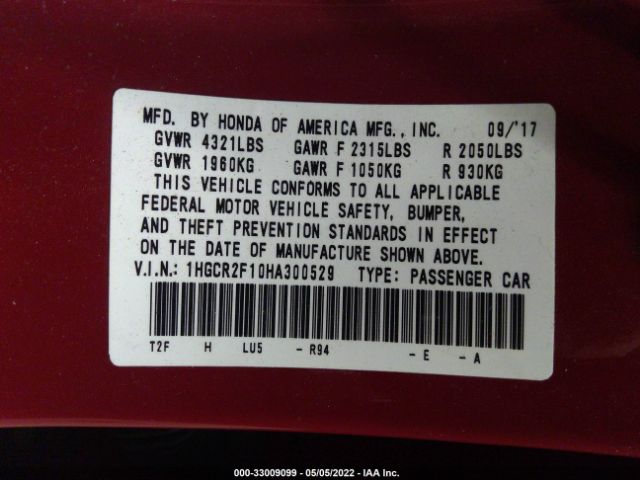 MFD. BY HONDA OF AMERICA MFG., INC. 09/'17
GVWR 4321LBS GAWR F 2315LBS R 2050LBS
GVWR 1960KG GAWR F 1050KG R 930KG
THIS VEHICLE CONFORMS TO ALL APPLICABLE
FEDERAL MOTOR VEHICLE SAFETY, BUMPER,
AND THEFT PREVENTION STANDARDS IN EFFECT
ON THE DATE OF MANUFACTURE SHOWN ABOVE.
V.I.N.: 1HGCR2F10HA300529 TYPE: PASSENGER CAR
T2F H LU5 - R94 - E - A
000-33009099 - 05/05/2022 - IAA Inc.